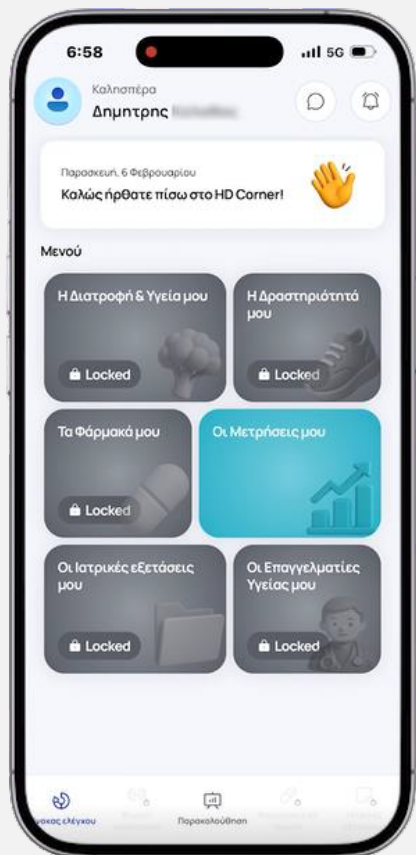 6:58
5G
Καλησπέρα
Δημητρης
Παρασκευή, 6 Φεβρουαρίου
Καλώς ήρθατε πίσω στο HD Corner!
Μενού
Η Διατροφή & Υγεία μου
Locked
Η Δραστηριότητά
μου
Locked
Τα Φάρμακά μου
Locked
Οι Μετρήσεις μου
Οι Ιατρικές εξετάσεις
μου
Locked
Οι Επαγγελματίες
Υγείας μου
Locked
ελέγχου
Παρακολούθηση